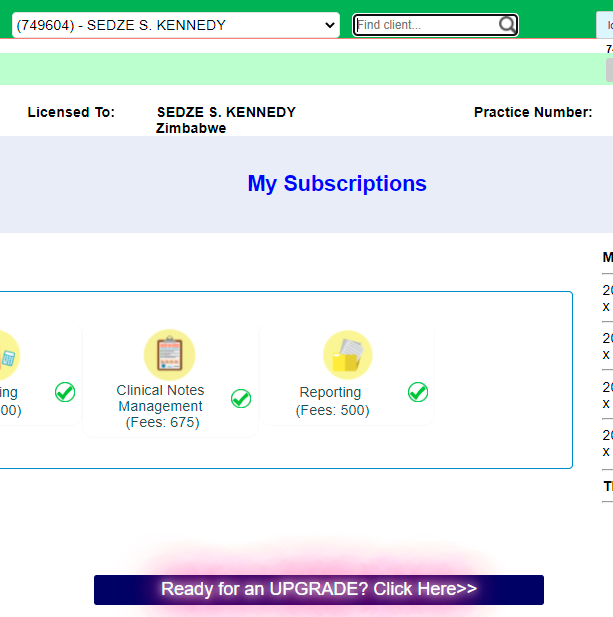 (749604) - SEDZE S. KENNEDY
Find client...
Licensed To:
SEDZE S. KENNEDY
Practice Number:
Zimbabwe
My Subscriptions
Clinical Notes
Management
(Fees: 675)
Reporting
(Fees: 500)
ing
00)
x
x
x
x
Ready for an UPGRADE? Click Here>>